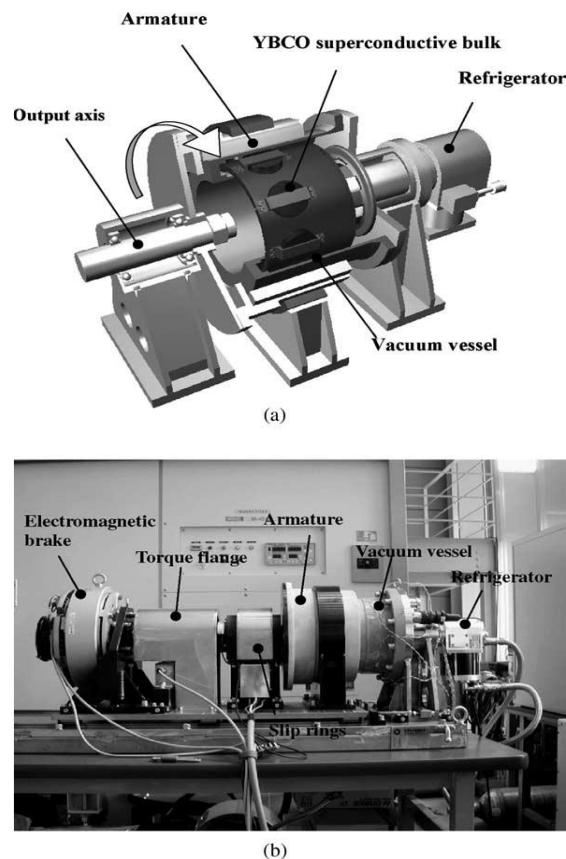 Armature
YBCO superconductive bulk
Refrigerator
Output axis
Vacuum vessel
(a)
Electromagnetic
brake
Armature
Torque flange
Vacuum vessel
Refrigerator
Slip rings
(b)